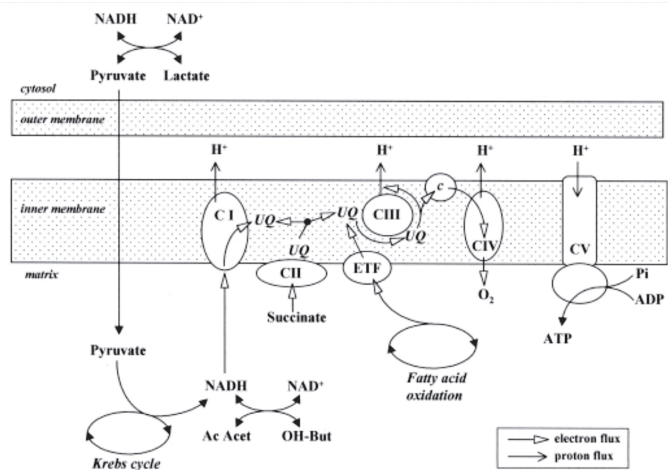 NADH NAD⁺
Pyruvate Lactate
cytosol
outer membrane
H⁺ H⁺ H⁺ H⁺
inner membrane
C I UQ UQ CIII c
UQ UQ CIV CV
matrix
CII ETF
Pi
O₂
ADP
Succinate
ATP
Pyruvate
NADH NAD⁺
Fatty acid
oxidation
Ac Acet OH-But
Krebs cycle
electron flux
proton flux